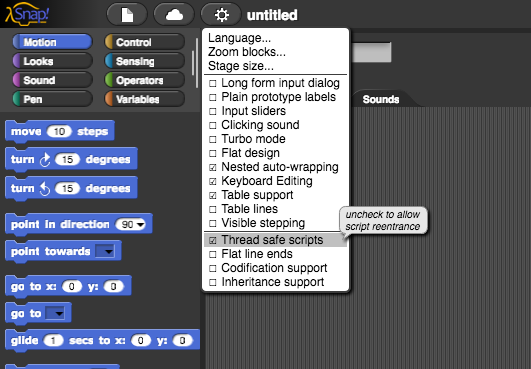 Snap!
untitled
Motion
Control
Looks
Sensing
Sound
Operators
Pen
Variables
move 10 steps
turn 15 degrees
turn 15 degrees
point in direction 90
point towards
go to x: 0 y: 0
go to
glide 1 secs to x: 0 y: 0
Language...
Zoom blocks...
Stage size...
Long form input dialog
Plain prototype labels
Input sliders
Clicking sound
Turbo mode
Flat design
Nested auto-wrapping
Keyboard Editing
Table support
Table lines
Visible stepping
Thread safe scripts
Flat line ends
Codification support
Inheritance support
uncheck to allow
script reentrance
Sounds